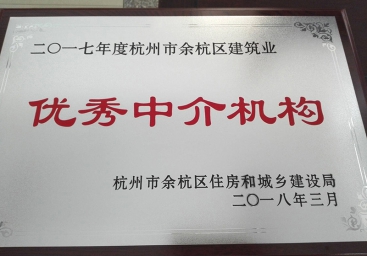 二〇一七年度杭州市余杭区建筑业
优秀中介机构
杭州市余杭区住房和城乡建设局
二〇一八年三月